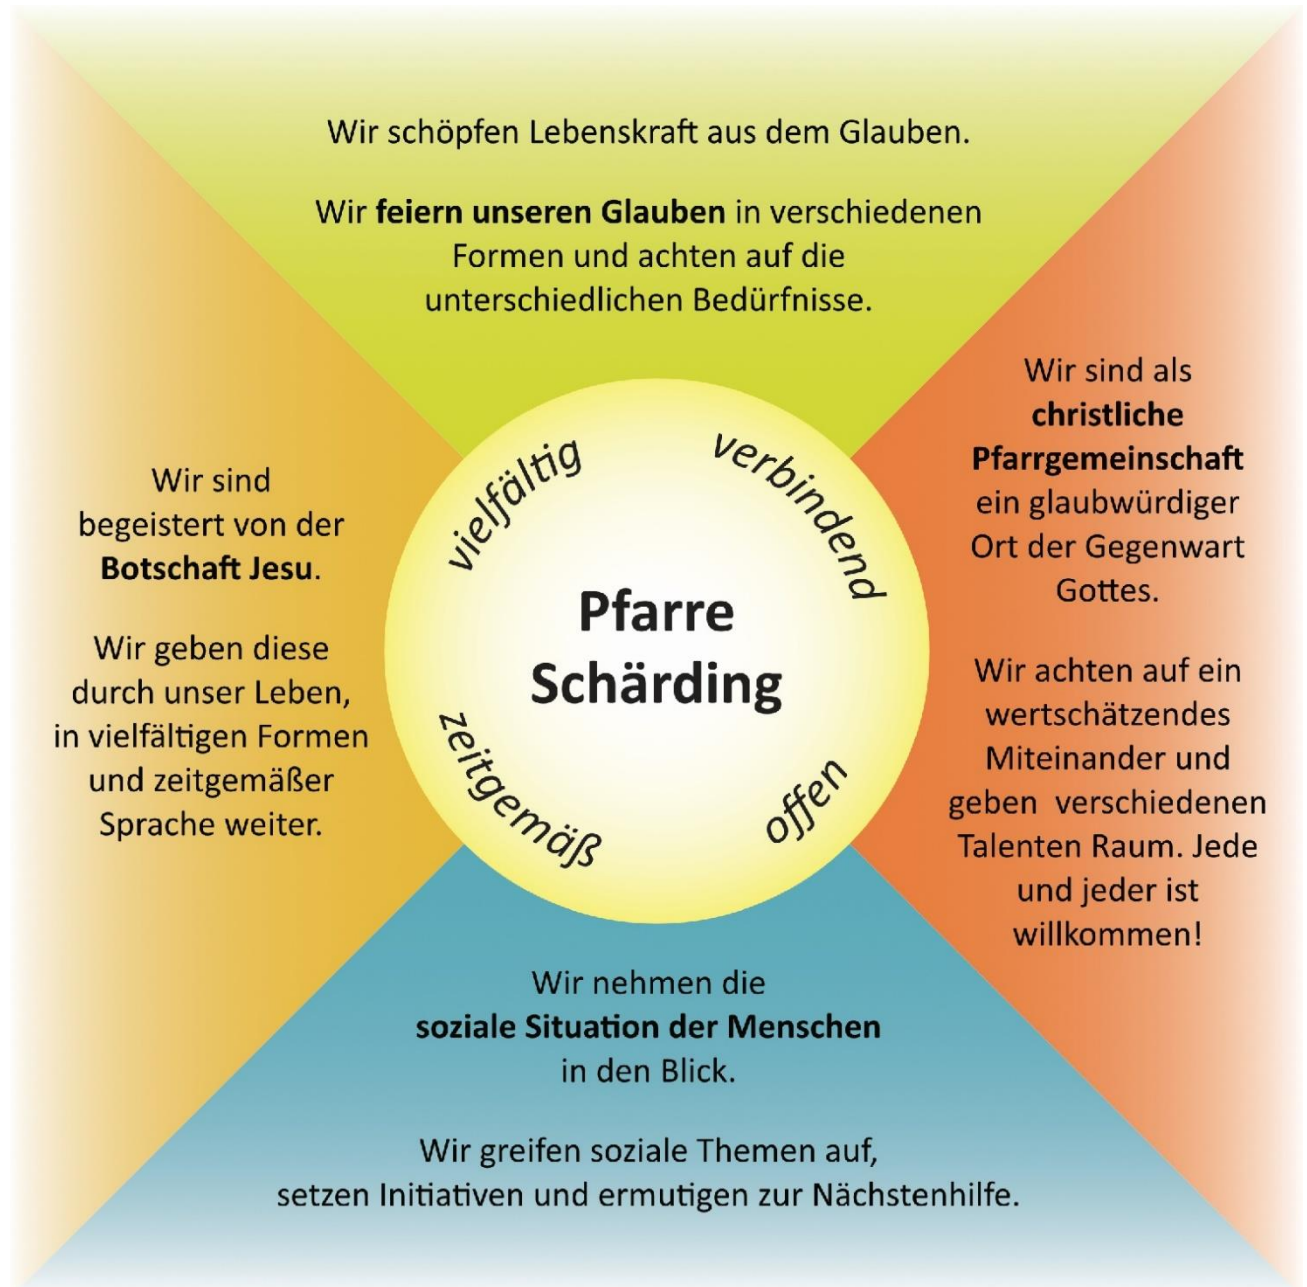 Wir schöpfen Lebenskraft aus dem Glauben.
Wir feiern unseren Glauben in verschiedenen
Formen und achten auf die
unterschiedlichen Bedürfnisse.
Wir sind
begeistert von der
Botschaft Jesu.
Wir geben diese
durch unser Leben,
in vielfältigen Formen
und zeitgemäßer
Sprache weiter.
vielfältig
verbindend
Pfarre
Schärding
zeitgemäß
offen
Wir sind als
christliche
Pfarrgemeinschaft
ein glaubwürdiger
Ort der Gegenwart
Gottes.
Wir achten auf ein
wertschätzendes
Miteinander und
geben  verschiedenen
Talenten Raum. Jede
und jeder ist
willkommen!
Wir nehmen die
soziale Situation der Menschen
in den Blick.
Wir greifen soziale Themen auf,
setzen Initiativen und ermutigen zur Nächstenhilfe.